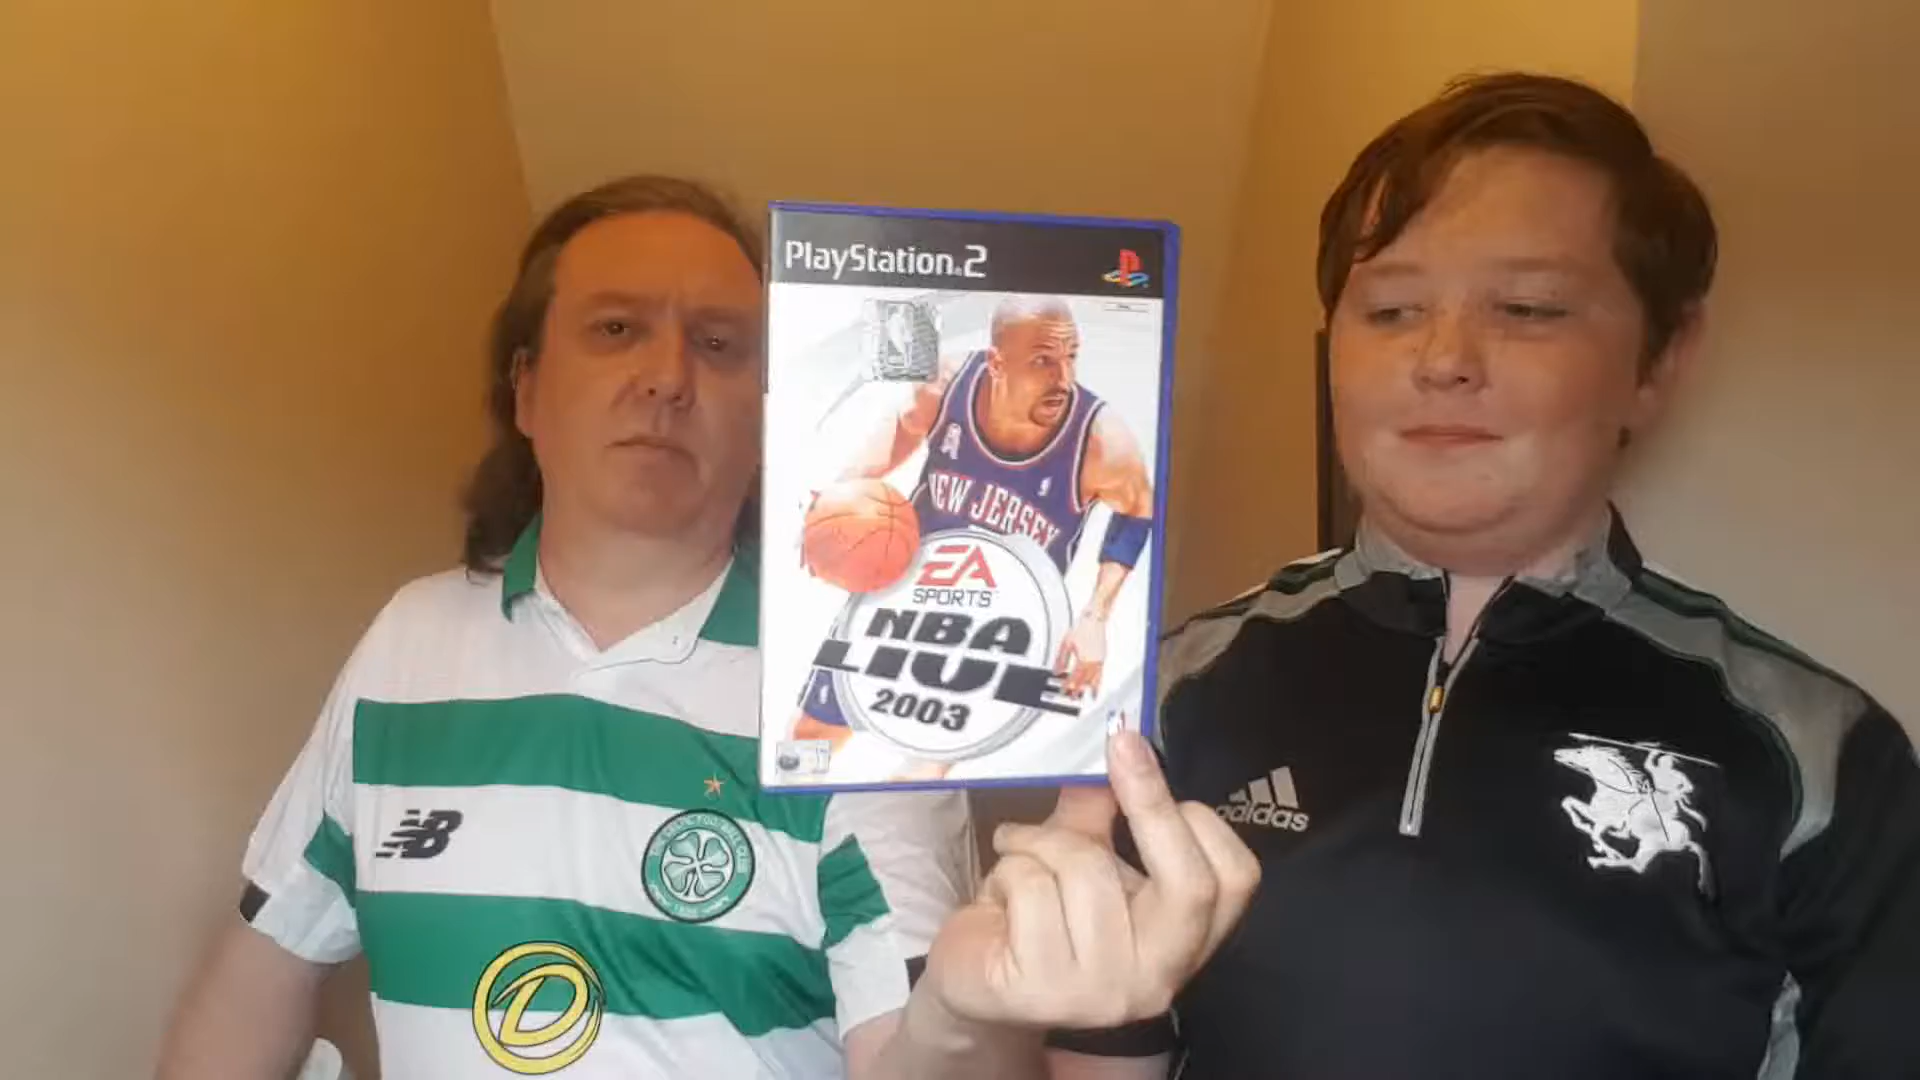 PlayStation.2
NEW JERSEY
EA
SPORTS
NBA
LIVE
2003
NB
D
adidas